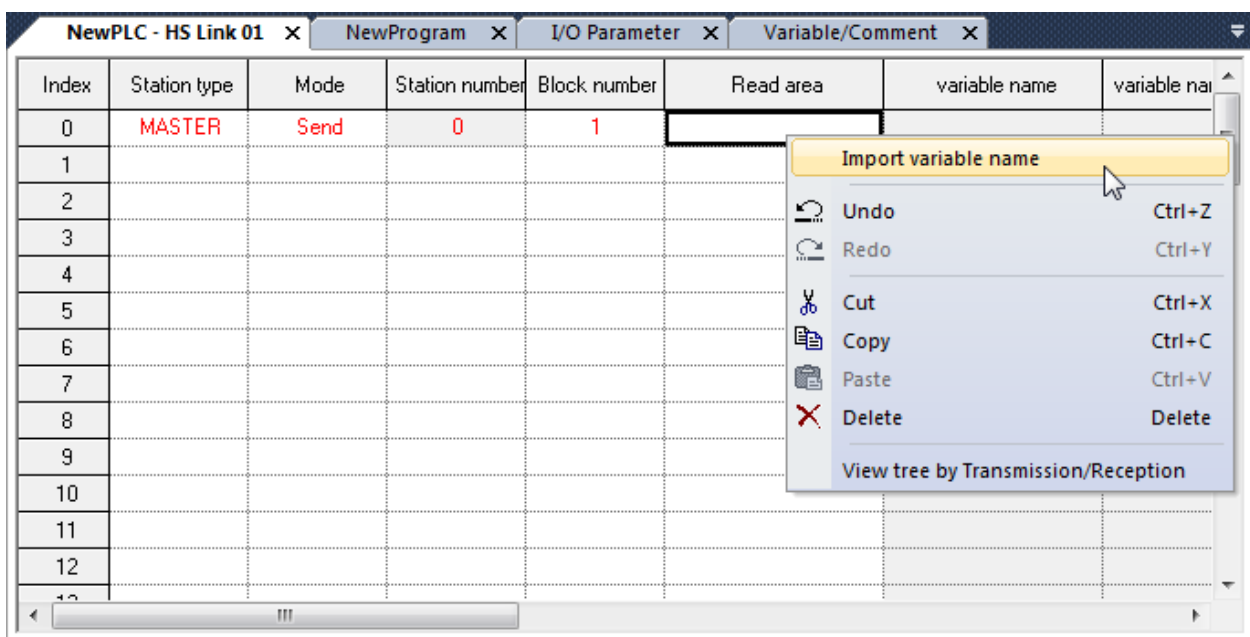 NewPLC - HS Link 01 NewProgram I/O Parameter Variable/Comment
Index Station type Mode Station number Block number Read area variable name variable nar
0 MASTER Send 0 1
Import variable name
1
2 Undo Ctrl+Z
3 Redo Ctrl+Y
4
5 Cut Ctrl+X
6 Copy Ctrl+C
7 Paste Ctrl+V
8 Delete Delete
9
View tree by Transmission/Reception
10
11
12